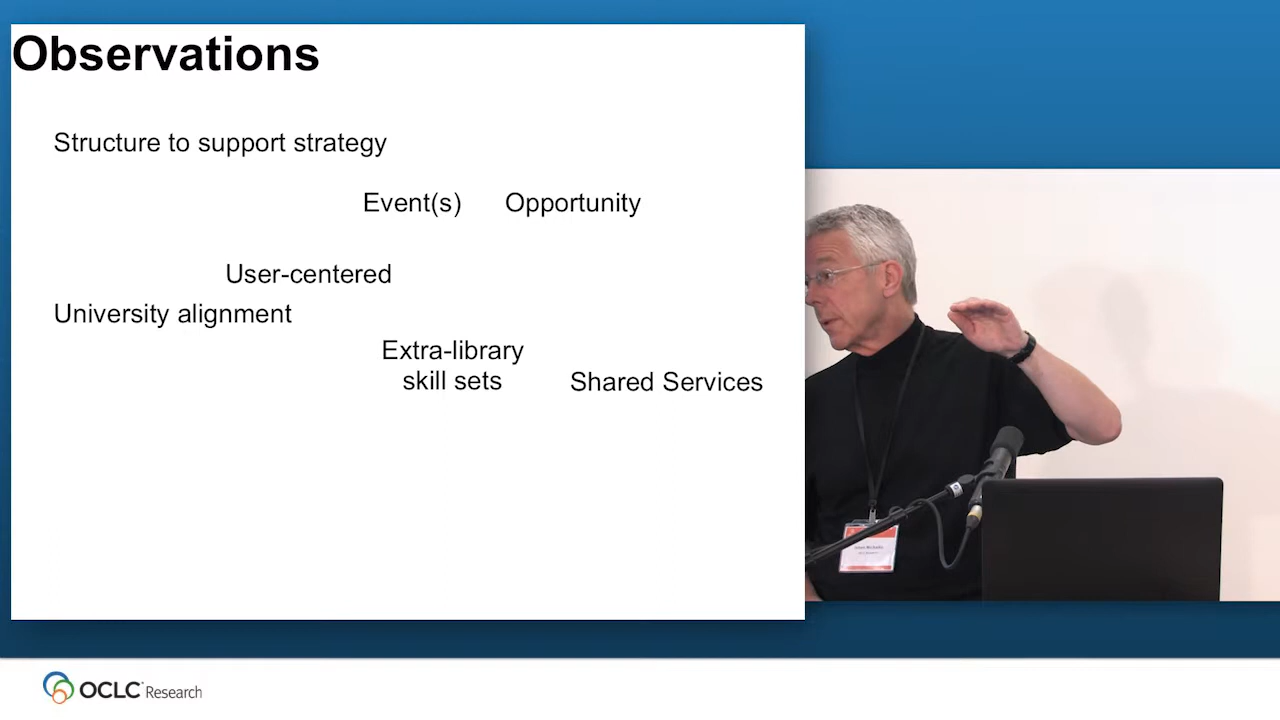 Observations
Structure to support strategy
Event(s) Opportunity
User-centered
University alignment
Extra-library
skill sets
Shared Services
OCLC Research